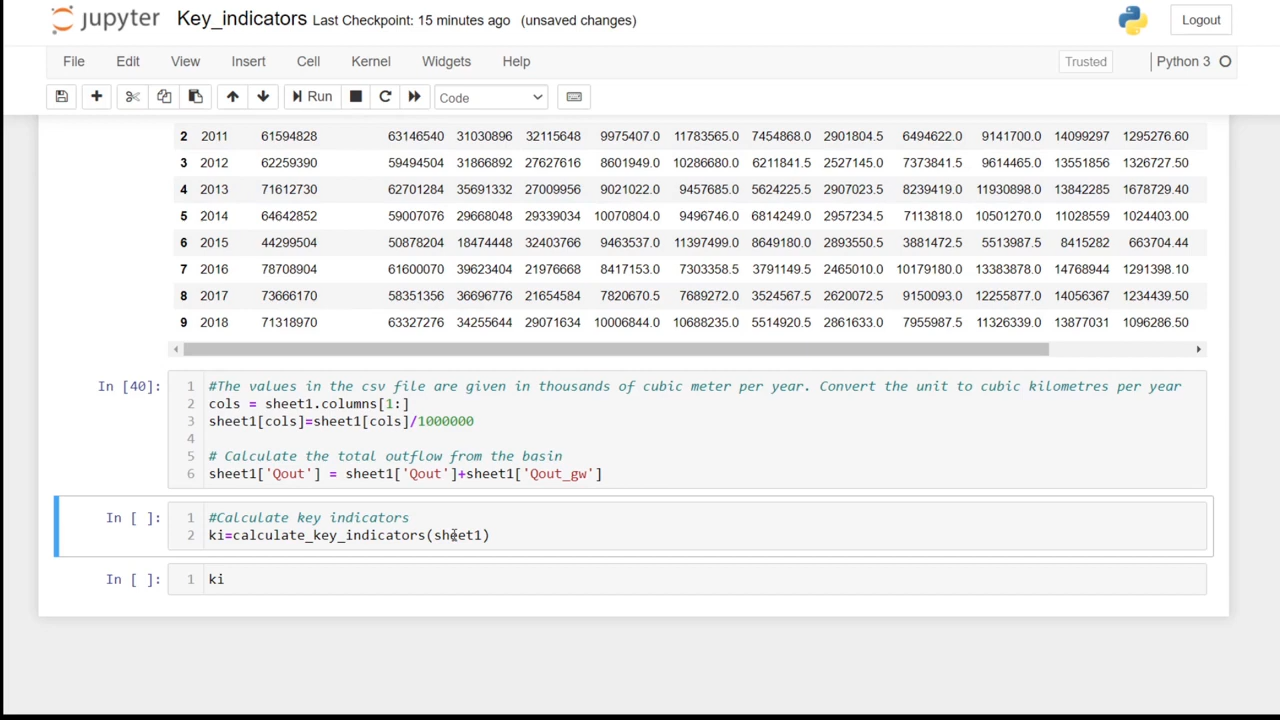 jupyter Key_indicators Last Checkpoint: 15 minutes ago (unsaved changes) Logout
File Edit View Insert Cell Kernel Widgets Help Trusted Python 3
Run Code
2 2011 61594828 63146540 31030896 32115648 9975407.0 11783565.0 7454868.0 2901804.5 6494622.0 9141700.0 14099297 1295276.60
3 2012 62259390 59494504 31866892 27627616 8601949.0 10286680.0 6211841.5 2527145.0 7373841.5 9614465.0 13551856 1326727.50
4 2013 71612730 62701284 35691332 27009956 9021022.0 9457685.0 5624225.5 2907023.5 8239419.0 11930898.0 13842285 1678729.40
5 2014 64642852 59007076 29668048 29339034 10070804.0 9496746.0 6814249.0 2957234.5 7113818.0 10501270.0 11028559 1024403.00
6 2015 44299504 50878204 18474448 32403766 9463537.0 11397499.0 8649180.0 2893550.5 3881472.5 5513987.5 8415282 663704.44
7 2016 78708904 61600070 39623404 21976668 8417153.0 7303358.5 3791149.5 2465010.0 10179180.0 13383878.0 14768944 1291398.10
8 2017 73666170 58351356 36696776 21654584 7820670.5 7689272.0 3524567.5 2620072.5 9150093.0 12255877.0 14056367 1234439.50
9 2018 71318970 63327276 34255644 29071634 10006844.0 10688235.0 5514920.5 2861633.0 7955987.5 11326339.0 13877031 1096286.50
In [40]: 1 #The values in the csv file are given in thousands of cubic meter per year. Convert the unit to cubic kilometres per year
2 cols = sheet1.columns[1:]
3 sheet1[cols]=sheet1[cols]/1000000
4
5 # Calculate the total outflow from the basin
6 sheet1['Qout'] = sheet1['Qout']+sheet1['Qout_gw']
In [ ]: 1 #Calculate key indicators
2 ki=calculate_key_indicators(sheet1)
In [ ]: 1 ki